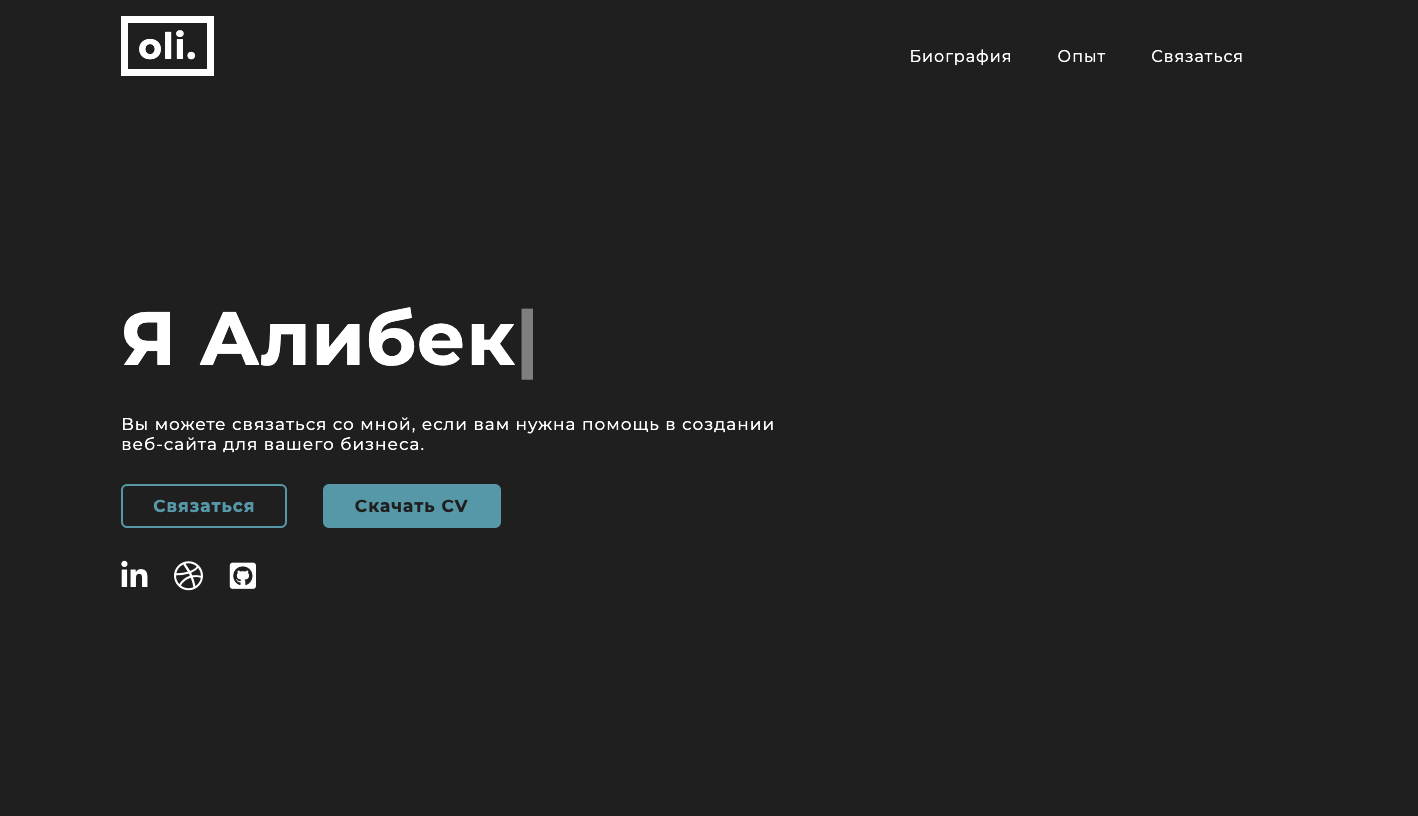 oli.
Биография Опыт Связаться
Я Алибек
Вы можете связаться со мной, если вам нужна помощь в создании
веб-сайта для вашего бизнеса.
Связаться Скачать CV
in